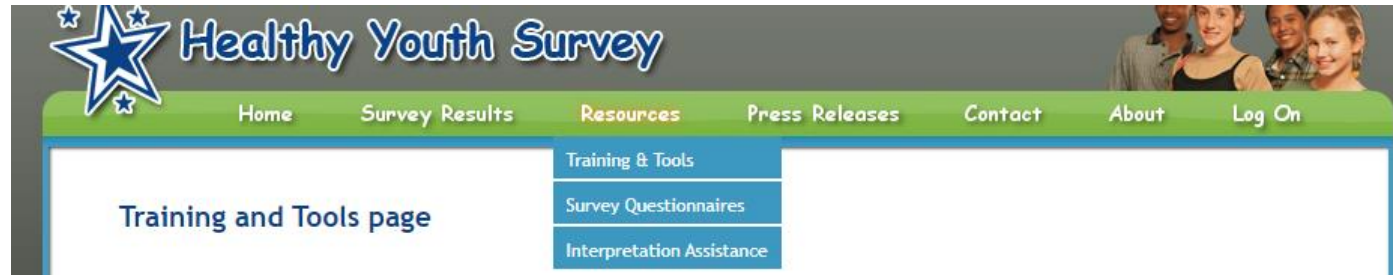 Healthy Youth Survey
Home Survey Results Resources Press Releases Contact About Log On
Training & Tools
Survey Questionnaires
Interpretation Assistance
Training and Tools page